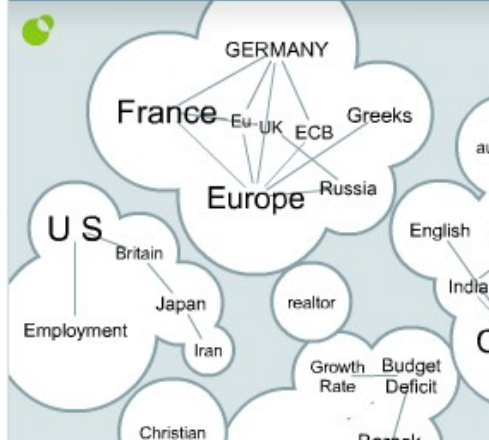 GERMANY
France
Eu
UK
ECB
Greeks
Europe
Russia
U S
Britain
English
Japan
realtor
Employment
Iran
Growth Rate
Budget Deficit
Christian